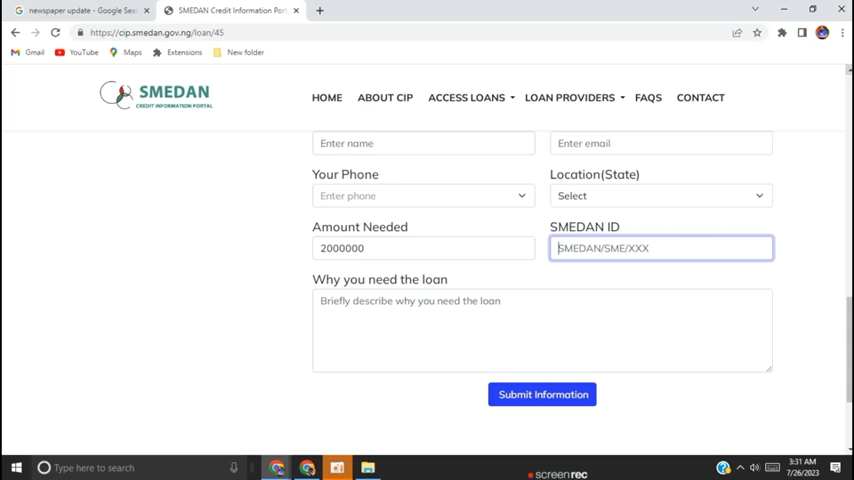 newspaper update - Google Sea
SMEDAN Credit Information Port
https://cip.smedan.gov.ng/loan/45
Gmail
YouTube
Maps
Extensions
New folder
SMEDAN
CREDIT INFORMATION PORTAL
HOME
ABOUT CIP
ACCESS LOANS
LOAN PROVIDERS
FAQS
CONTACT
Enter name
Enter email
Your Phone
Location(State)
Enter phone
Select
Amount Needed
SMEDAN ID
2000000
SMEDAN/SME/XXX
Why you need the loan
Briefly describe why you need the loan
Submit Information
Type here to search
3:31 AM
7/26/2023
screenrec